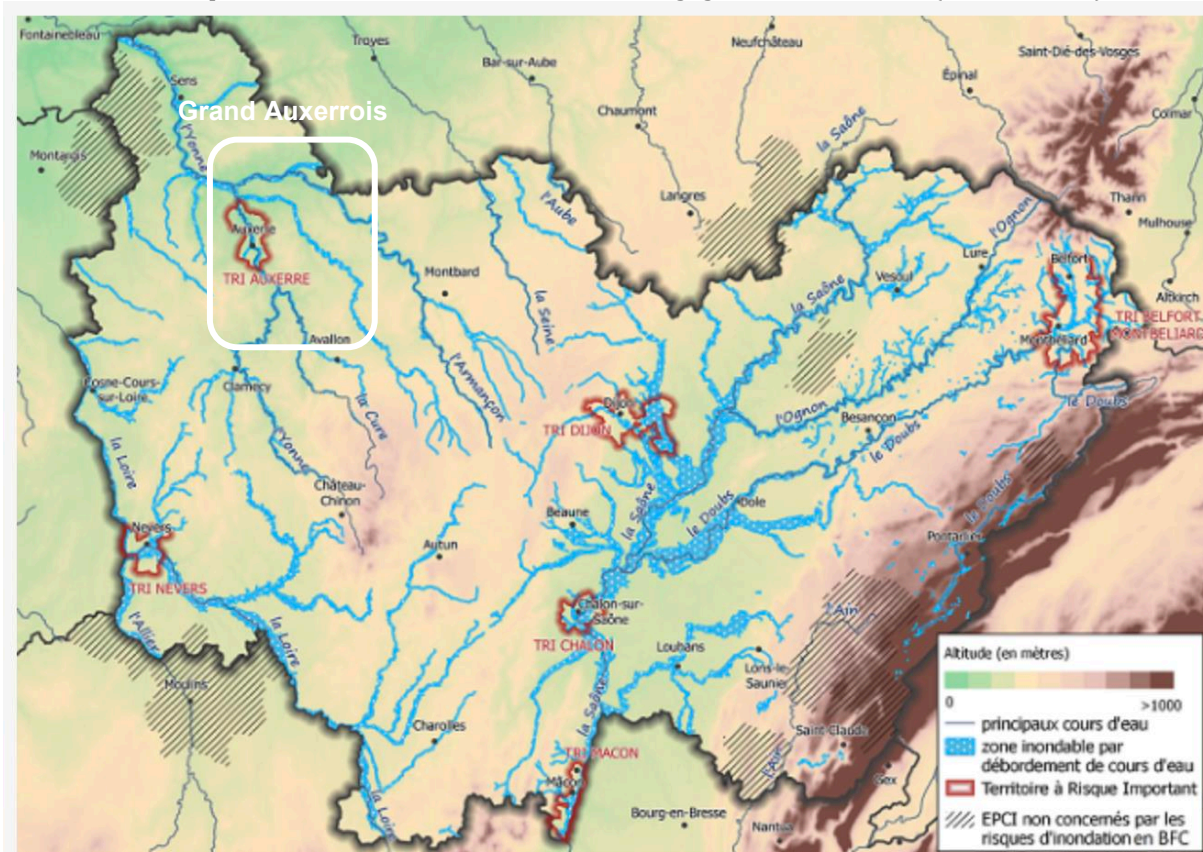 Fontainebleau
Troyes
Neufchâteau
Saint-Dié-des-Vosges
Bar-sur-Aube
Épinal
Sens
Grand Auxerrois
Chaumont
Colmar
la Saône
l'Yonne
Montargis
Langres
l'Aube
Thann
Mulhouse
l'Ognon
Auxerre
Lure
Belfort
TRI AUXERRE
Montbard
la Seine
la Saône
Vesoul
Altkirch
TRI BELFORT
MONTBELIARD
Avallon
Montbéliard
Cosne-Cours-
sur-Loire
Clamecy
l'Armançon
la Cure
le Doubs
Dijon
TRI DIJON
l'Ognon
Besançon
le Doubs
la Loire
l'Yonne
Château-
Chinon
la Saône
le Doubs
Dole
le Doubs
Beaune
Nevers
Autun
Pontarlier
TRI NEVERS
Chalon-sur-
Saône
l'Ain
l'Allier
la Loire
TRI CHALON
Louhans
Lons-le-
Saunier
Moulins
la Saône
Charolles
Saint-Claude
TRI MACON
Mâcon
l'Ain
Gex
la Loire
Bourg-en-Bresse
Nantua
Altitude (en mètres)
0 >1000
principaux cours d'eau
zone inondable par
débordement de cours d'eau
Territoire à Risque Important
EPCI non concernés par les
risques d'inondation en BFC